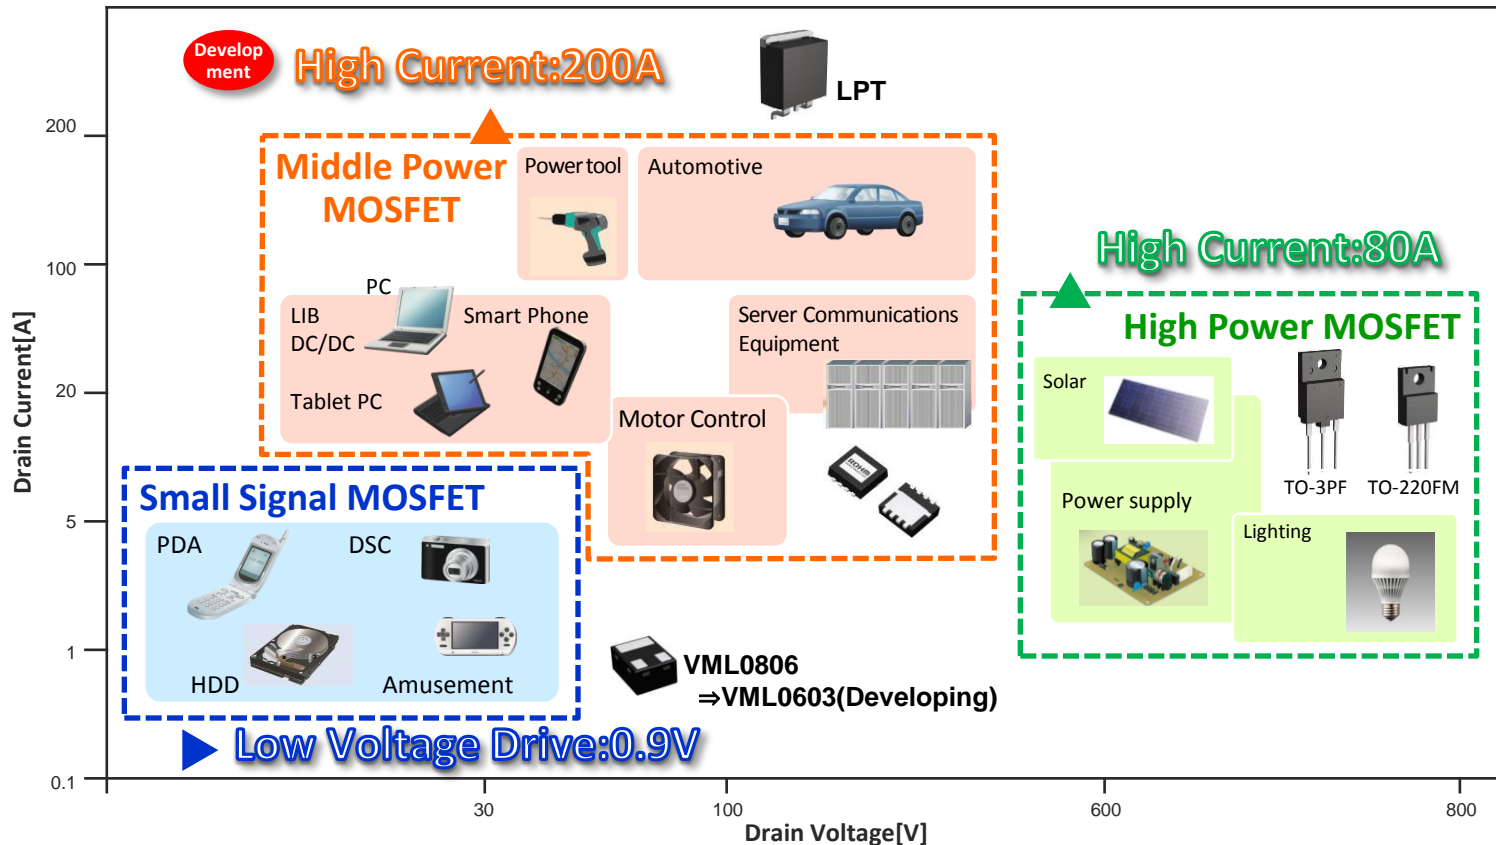 Develop
ment
High Current:200A
LPT
200
Middle Power
MOSFET
Power tool
Automotive
High Current:80A
100
PC
LIB
DC/DC
Smart Phone
Server Communications
Equipment
High Power MOSFET
Solar
Drain Current[A]
20
Tablet PC
Motor Control
ROHM
TO-3PF
TO-220FM
Small Signal MOSFET
Power supply
5
PDA
DSC
Lighting
1
VML0806
⇒VML0603(Developing)
HDD
Amusement
Low Voltage Drive:0.9V
0.1
30
100
600
800
Drain Voltage[V]